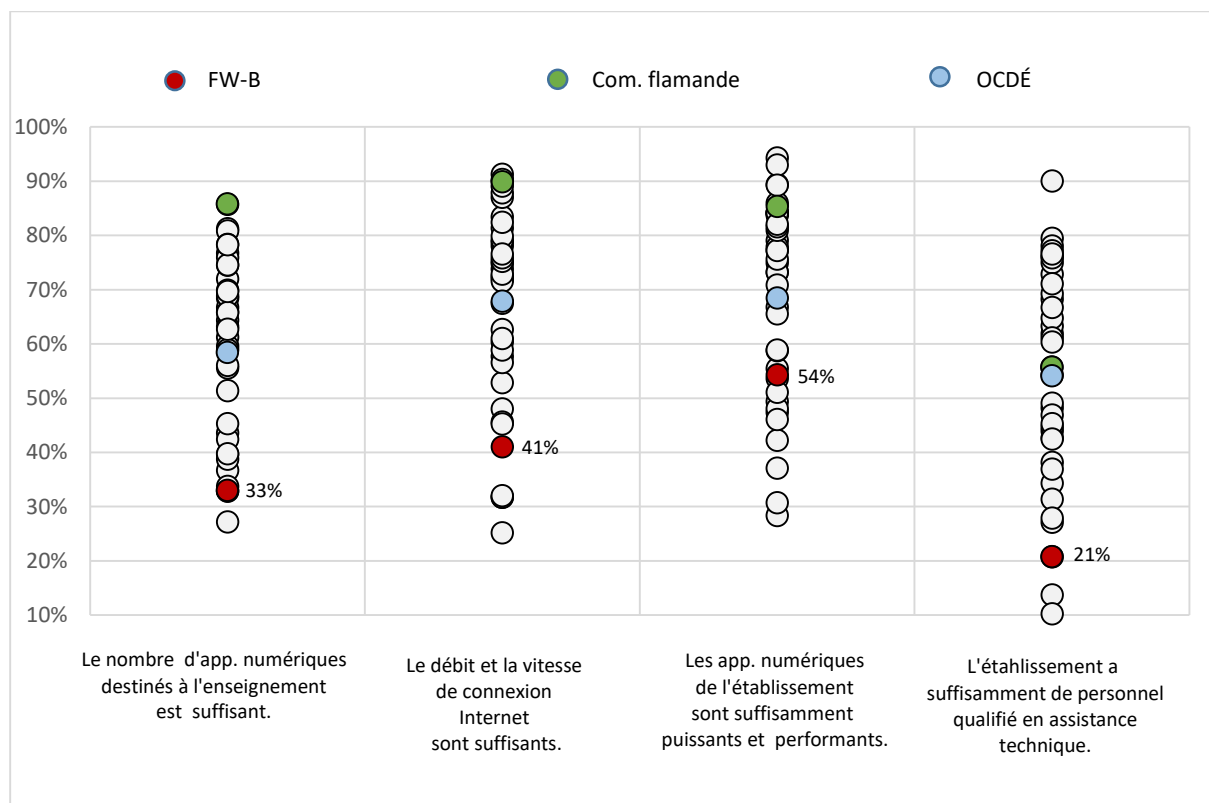 FW-B
Com. flamande
OCDÉ
100%
90%
80%
70%
60%
50%
40%
30%
20%
10%
33%
41%
54%
21%
Le nombre d'app. numériques
destinés à l'enseignement
est suffisant.
Le débit et la vitesse
de connexion
Internet
sont suffisants.
Les app. numériques
de l'établissement
sont suffisamment
puissants et performants.
L'étahlissement a
suffisamment de personnel
qualifié en assistance
technique.